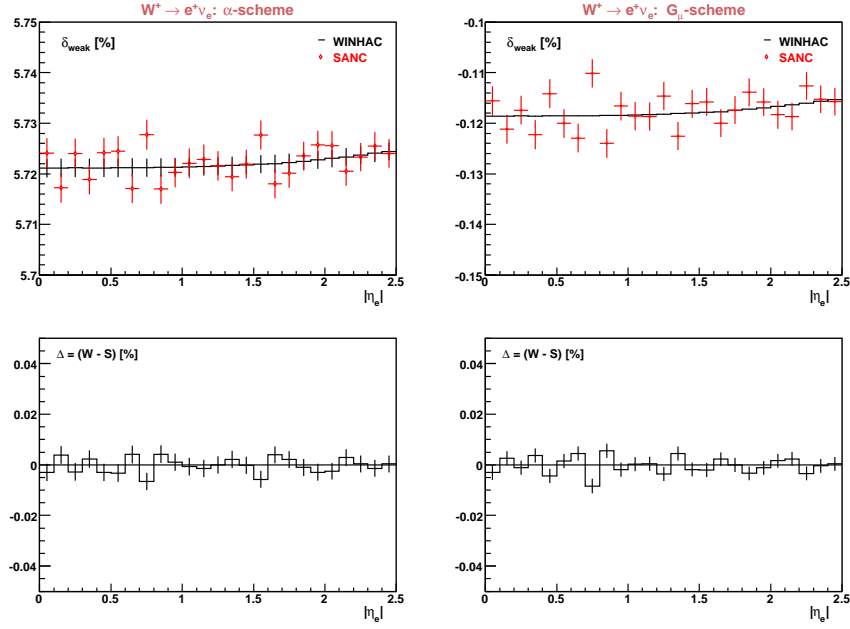 W⁺ → e⁺νₑ: α-scheme
δweak [%]
WINHAC
SANC
5.75
5.74
5.73
5.72
5.71
5.7
0 0.5 1 1.5 2 2.5
|ηₑ|
W⁺ → e⁺νₑ: Gμ-scheme
δweak [%]
WINHAC
SANC
-0.1
-0.11
-0.12
-0.13
-0.14
-0.15
0 0.5 1 1.5 2 2.5
|ηₑ|
Δ = (W - S) [%]
0.04
0.02
0
-0.02
-0.04
0 0.5 1 1.5 2 2.5
|ηₑ|
Δ = (W - S) [%]
0.04
0.02
0
-0.02
-0.04
0 0.5 1 1.5 2 2.5
|ηₑ|